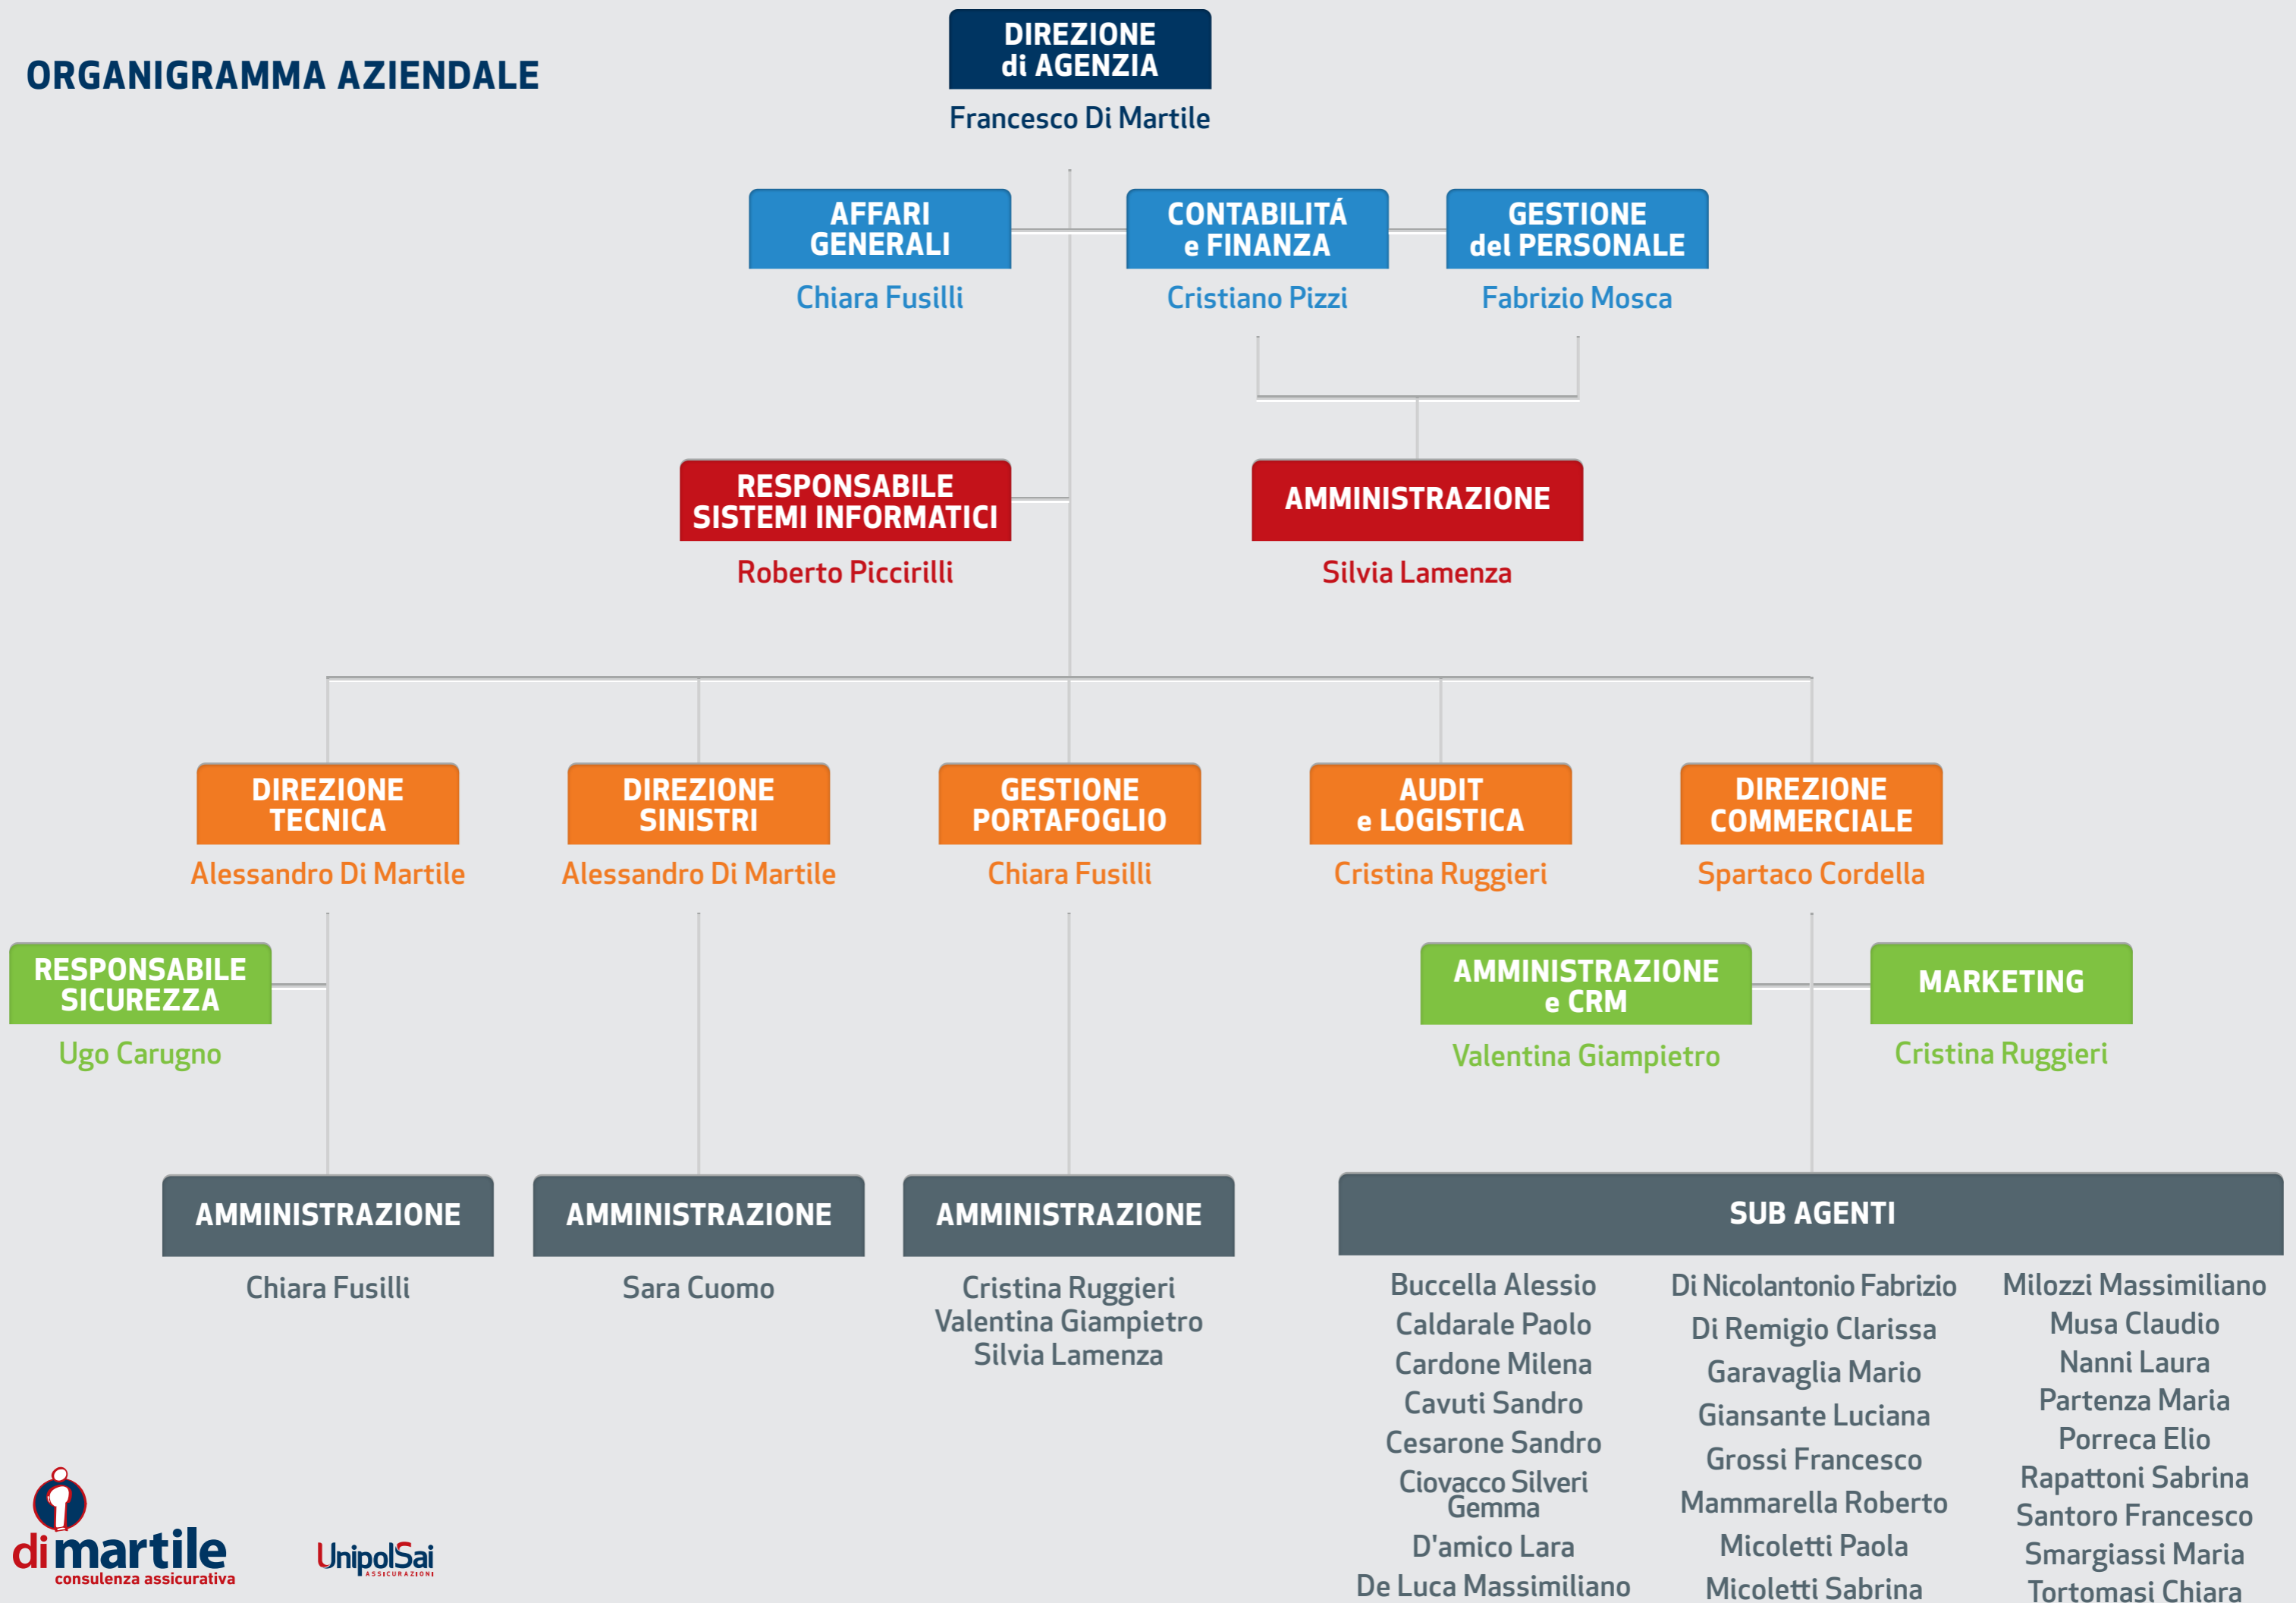 ORGANIGRAMMA AZIENDALE
DIREZIONE
di AGENZIA
Francesco Di Martile
AFFARI
GENERALI
Chiara Fusilli
CONTABILITÁ
e FINANZA
Cristiano Pizzi
GESTIONE
del PERSONALE
Fabrizio Mosca
RESPONSABILE
SISTEMI INFORMATICI
Roberto Piccirilli
AMMINISTRAZIONE
Silvia Lamenza
DIREZIONE
TECNICA
Alessandro Di Martile
DIREZIONE
SINISTRI
Alessandro Di Martile
GESTIONE
PORTAFOGLIO
Chiara Fusilli
AUDIT
e LOGISTICA
Cristina Ruggieri
DIREZIONE
COMMERCIALE
Spartaco Cordella
RESPONSABILE
SICUREZZA
Ugo Carugno
AMMINISTRAZIONE
e CRM
Valentina Giampietro
MARKETING
Cristina Ruggieri
AMMINISTRAZIONE
Chiara Fusilli
AMMINISTRAZIONE
Sara Cuomo
AMMINISTRAZIONE
Cristina Ruggieri
Valentina Giampietro
Silvia Lamenza
SUB AGENTI
Buccella Alessio
Caldarale Paolo
Cardone Milena
Cavuti Sandro
Cesarone Sandro
Ciovacco Silveri
Gemma
D'amico Lara
De Luca Massimiliano
Di Nicolantonio Fabrizio
Di Remigio Clarissa
Garavaglia Mario
Giansante Luciana
Grossi Francesco
Mammarella Roberto
Micoletti Paola
Micoletti Sabrina
Milozzi Massimiliano
Musa Claudio
Nanni Laura
Partenza Maria
Porreca Elio
Rapattoni Sabrina
Santoro Francesco
Smargiassi Maria
Tortomasi Chiara
dimartile
consulenza assicurativa
UnipolSai
ASSICURAZIONI